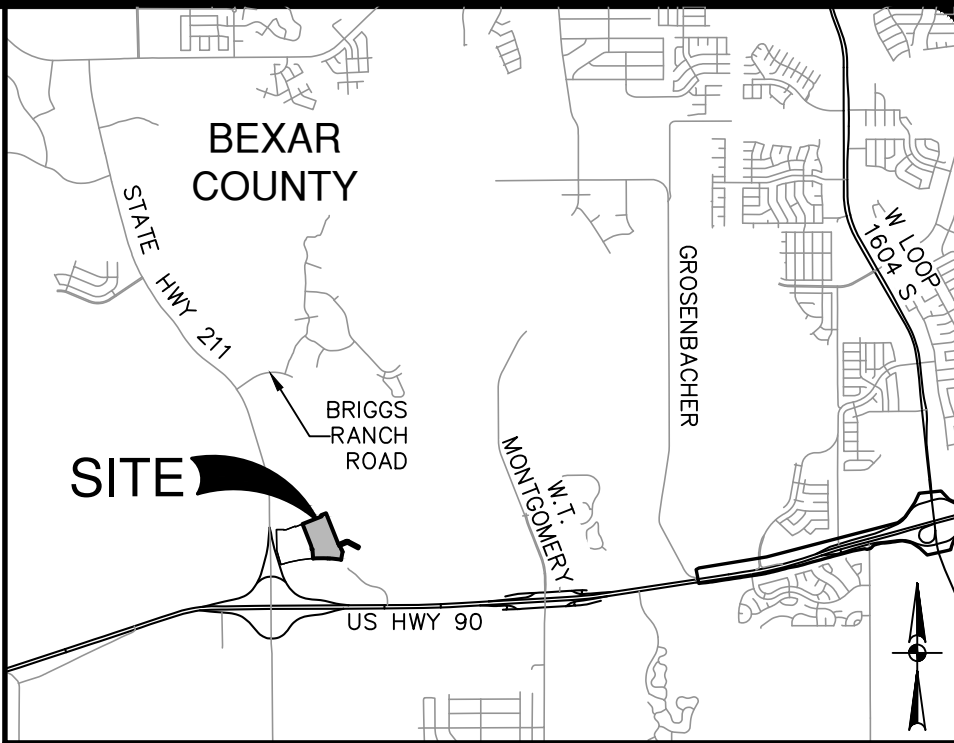 BEXAR
COUNTY
STATE HWY 211
W LOOP
1604 S
GROSENBACHER
BRIGGS
RANCH
ROAD
SITE
W.T.
MONTGOMERY
US HWY 90